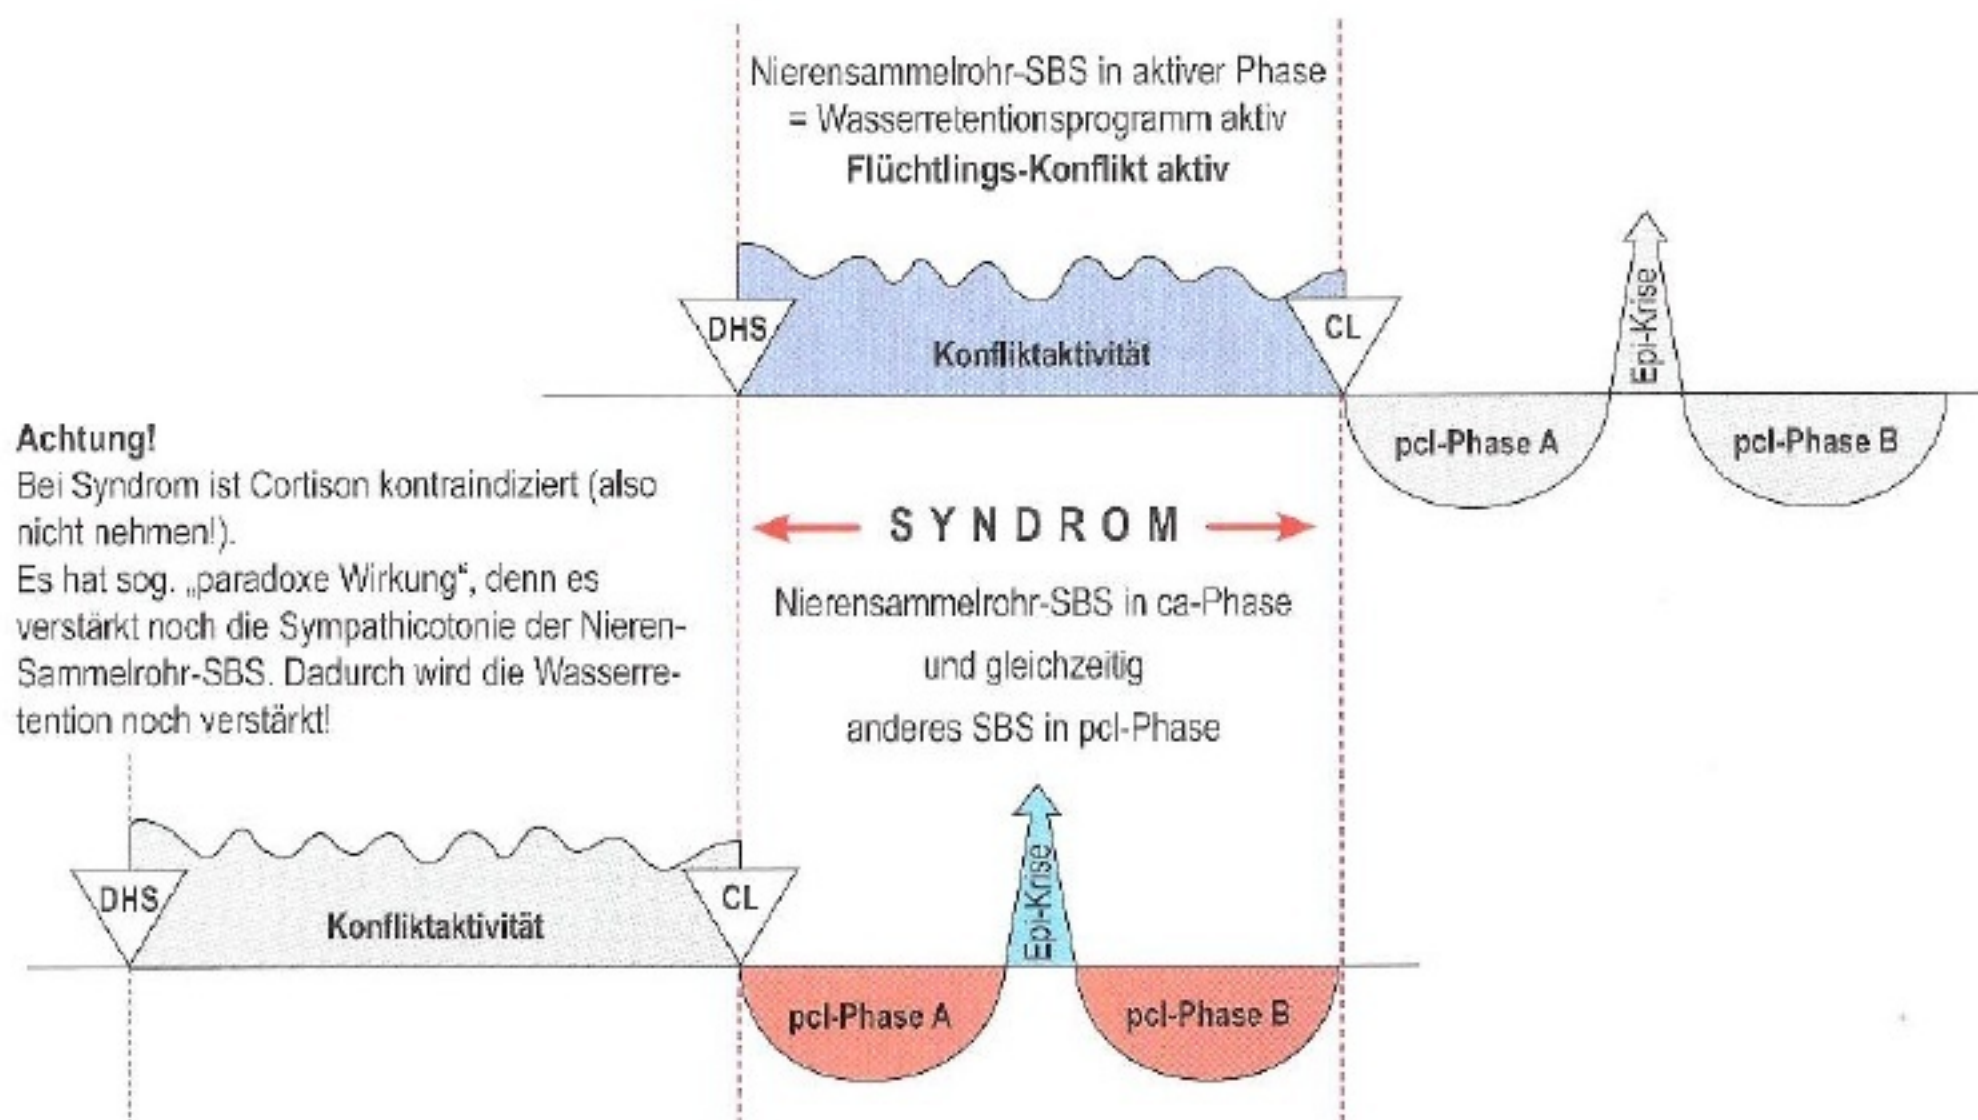 Nierensammelrohr-SBS in aktiver Phase
= Wasserretentionsprogramm aktiv
Flüchtlings-Konflikt aktiv
DHS
Konfliktaktivität
CL
Epi-Krise
pcl-Phase A
pcl-Phase B
Achtung!
Bei Syndrom ist Cortison kontraindiziert (also
nicht nehmen!).
Es hat sog. „paradoxe Wirkung“, denn es
verstärkt noch die Sympathicotonie der Nieren-
Sammelrohr-SBS. Dadurch wird die Wasserre-
tention noch verstärkt!
SYNDROM
Nierensammelrohr-SBS in ca-Phase
und gleichzeitig
anderes SBS in pcl-Phase
DHS
Konfliktaktivität
CL
Epi-Krise
pcl-Phase A
pcl-Phase B